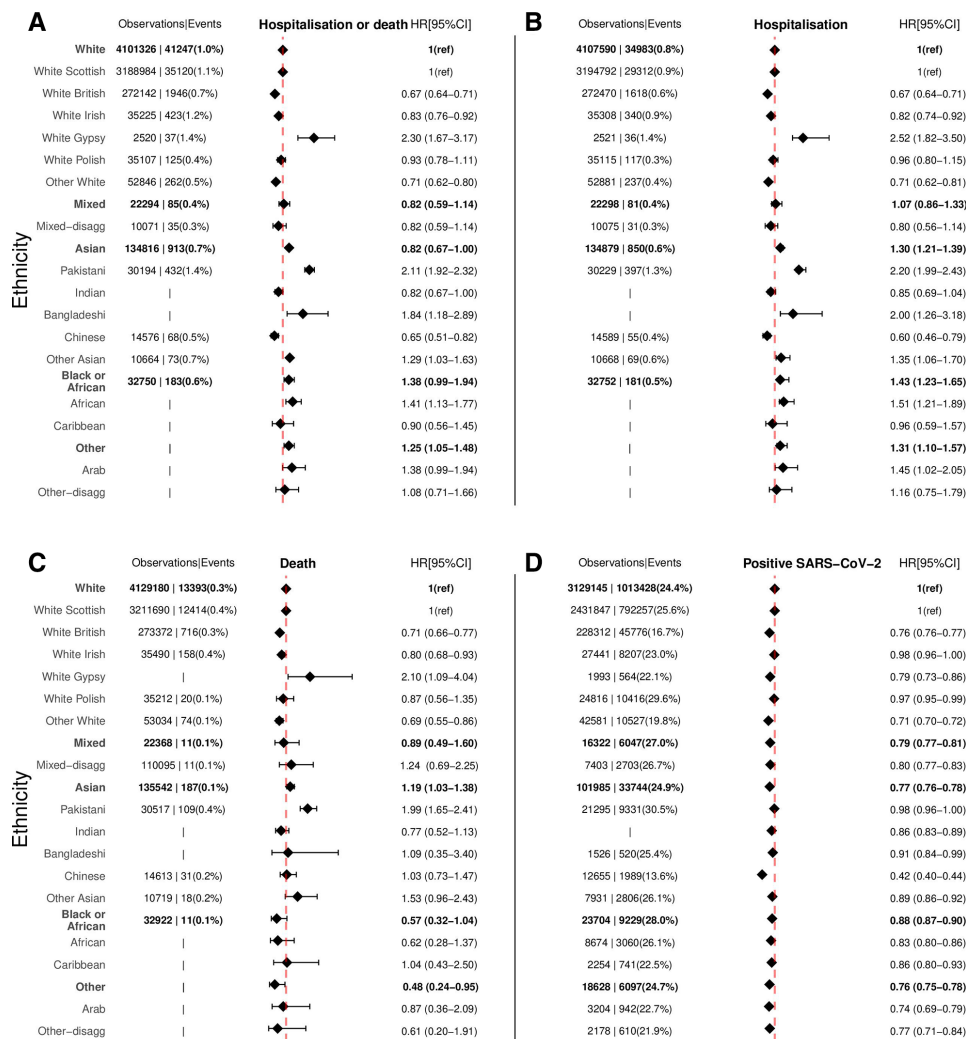 A Observations|Events Hospitalisation or death HR[95%CI]
White 4101326 | 41247(1.0%) 1(ref)
White Scottish 3188984 | 35120(1.1%) 1(ref)
White British 272142 | 1946(0.7%) 0.67 (0.64–0.71)
White Irish 35225 | 423(1.2%) 0.83 (0.76–0.92)
White Gypsy 2520 | 37(1.4%) 2.30 (1.67–3.17)
White Polish 35107 | 125(0.4%) 0.93 (0.78–1.11)
Other White 52846 | 262(0.5%) 0.71 (0.62–0.80)
Mixed 22294 | 85(0.4%) 0.82 (0.59–1.14)
Mixed–disagg 10071 | 35(0.3%) 0.82 (0.59–1.14)
Asian 134816 | 913(0.7%) 0.82 (0.67–1.00)
Pakistani 30194 | 432(1.4%) 2.11 (1.92–2.32)
Indian | 0.82 (0.67–1.00)
Bangladeshi | 1.84 (1.18–2.89)
Chinese 14576 | 68(0.5%) 0.65 (0.51–0.82)
Other Asian 10664 | 73(0.7%) 1.29 (1.03–1.63)
Black or
African 32750 | 183(0.6%) 1.38 (0.99–1.94)
African | 1.41 (1.13–1.77)
Caribbean | 0.90 (0.56–1.45)
Other | 1.25 (1.05–1.48)
Arab | 1.38 (0.99–1.94)
Other–disagg | 1.08 (0.71–1.66)
Ethnicity
B Observations|Events Hospitalisation HR[95%CI]
4107590 | 34983(0.8%) 1(ref)
3194792 | 29312(0.9%) 1(ref)
272470 | 1618(0.6%) 0.67 (0.64–0.71)
35308 | 340(0.9%) 0.82 (0.74–0.92)
2521 | 36(1.4%) 2.52 (1.82–3.50)
35115 | 117(0.3%) 0.96 (0.80–1.15)
52881 | 237(0.4%) 0.71 (0.62–0.81)
22298 | 81(0.4%) 1.07 (0.86–1.33)
10075 | 31(0.3%) 0.80 (0.56–1.14)
134879 | 850(0.6%) 1.30 (1.21–1.39)
30229 | 397(1.3%) 2.20 (1.99–2.43)
| 0.85 (0.69–1.04)
| 2.00 (1.26–3.18)
14589 | 55(0.4%) 0.60 (0.46–0.79)
10668 | 69(0.6%) 1.35 (1.06–1.70)
32752 | 181(0.5%) 1.43 (1.23–1.65)
| 1.51 (1.21–1.89)
| 0.96 (0.59–1.57)
| 1.31 (1.10–1.57)
| 1.45 (1.02–2.05)
| 1.16 (0.75–1.79)
C Observations|Events Death HR[95%CI]
White 4129180 | 13393(0.3%) 1(ref)
White Scottish 3211690 | 12414(0.4%) 1(ref)
White British 273372 | 716(0.3%) 0.71 (0.66–0.77)
White Irish 35490 | 158(0.4%) 0.80 (0.68–0.93)
White Gypsy | 2.10 (1.09–4.04)
White Polish 35212 | 20(0.1%) 0.87 (0.56–1.35)
Other White 53034 | 74(0.1%) 0.69 (0.55–0.86)
Mixed 22368 | 11(0.1%) 0.89 (0.49–1.60)
Mixed–disagg 110095 | 11(0.1%) 1.24 (0.69–2.25)
Asian 135542 | 187(0.1%) 1.19 (1.03–1.38)
Pakistani 30517 | 109(0.4%) 1.99 (1.65–2.41)
Indian | 0.77 (0.52–1.13)
Bangladeshi | 1.09 (0.35–3.40)
Chinese 14613 | 31(0.2%) 1.03 (0.73–1.47)
Other Asian 10719 | 18(0.2%) 1.53 (0.96–2.43)
Black or
African 32922 | 11(0.1%) 0.57 (0.32–1.04)
African | 0.62 (0.28–1.37)
Caribbean | 1.04 (0.43–2.50)
Other | 0.48 (0.24–0.95)
Arab | 0.87 (0.36–2.09)
Other–disagg | 0.61 (0.20–1.91)
Ethnicity
D Observations|Events Positive SARS–CoV–2 HR[95%CI]
3129145 | 1013428(24.4%) 1(ref)
2431847 | 792257(25.6%) 1(ref)
228312 | 45776(16.7%) 0.76 (0.76–0.77)
27441 | 8207(23.0%) 0.98 (0.96–1.00)
1993 | 564(22.1%) 0.79 (0.73–0.86)
24816 | 10416(29.6%) 0.97 (0.95–0.99)
42581 | 10527(19.8%) 0.71 (0.70–0.72)
16322 | 6047(27.0%) 0.79 (0.77–0.81)
7403 | 2703(26.7%) 0.80 (0.77–0.83)
101985 | 33744(24.9%) 0.77 (0.76–0.78)
21295 | 9331(30.5%) 0.98 (0.96–1.00)
| 0.86 (0.83–0.89)
1526 | 520(25.4%) 0.91 (0.84–0.99)
12655 | 1989(13.6%) 0.42 (0.40–0.44)
7931 | 2806(26.1%) 0.89 (0.86–0.92)
23704 | 9229(28.0%) 0.88 (0.87–0.90)
8674 | 3060(26.1%) 0.83 (0.80–0.86)
2254 | 741(22.5%) 0.86 (0.80–0.93)
18628 | 6097(24.7%) 0.76 (0.75–0.78)
3204 | 942(22.7%) 0.74 (0.69–0.79)
2178 | 610(21.9%) 0.77 (0.71–0.84)